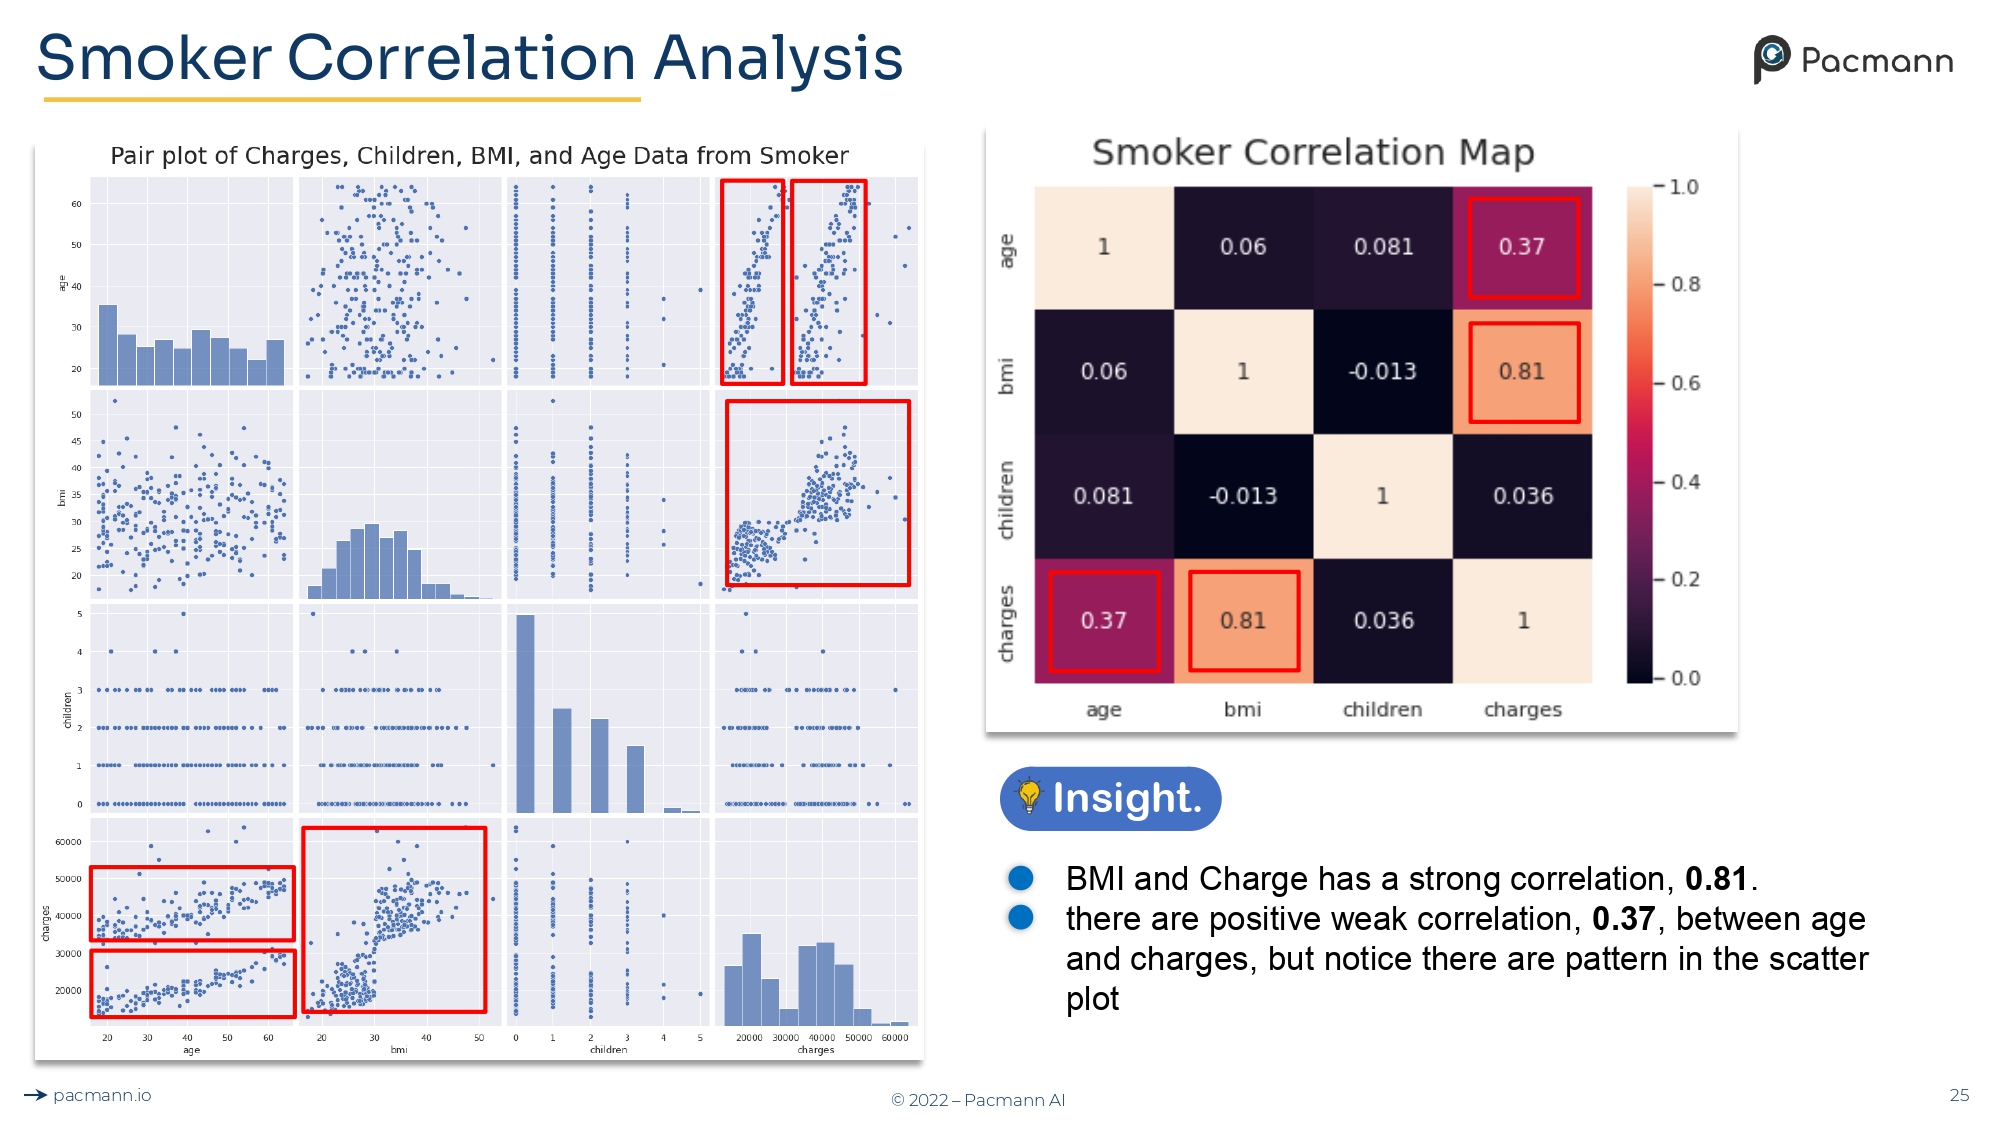 Smoker Correlation Analysis
Pacmann
Pair plot of Charges, Children, BMI, and Age Data from Smoker
60
50
40
30
20
age
50
45
40
35
30
25
20
bmi
5
4
3
2
1
0
children
60000
50000
40000
30000
20000
charges
20 30 40 50 60
age
20 30 40 50
bmi
0 1 2 3 4 5
children
20000 30000 40000 50000 60000
charges
Smoker Correlation Map
age 1 0.06 0.081 0.37
bmi 0.06 1 -0.013 0.81
children 0.081 -0.013 1 0.036
charges 0.37 0.81 0.036 1
age bmi children charges
1.0
0.8
0.6
0.4
0.2
0.0
Insight.
BMI and Charge has a strong correlation, 0.81.
there are positive weak correlation, 0.37, between age
and charges, but notice there are pattern in the scatter
plot
pacmann.io
© 2022 – Pacmann AI
25